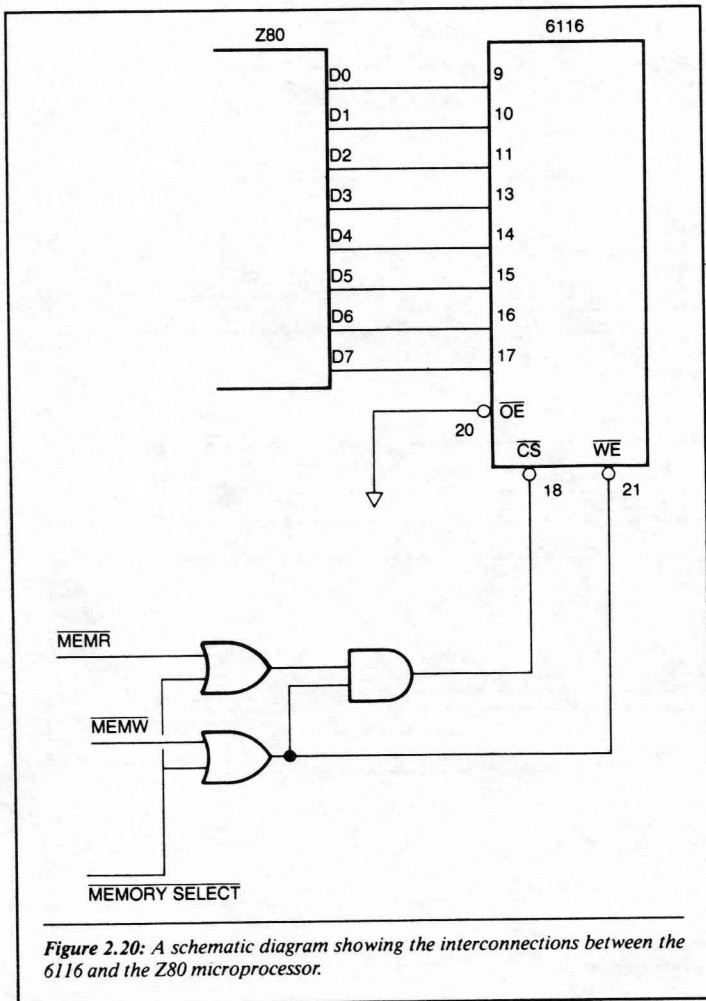 Z80
6116
D0
9
D1
10
D2
11
D3
13
D4
14
D5
15
D6
16
D7
17
OE
20
CS
WE
18
21
MEMR
MEMW
MEMORY SELECT
Figure 2.20: A schematic diagram showing the interconnections between the
6116 and the Z80 microprocessor.